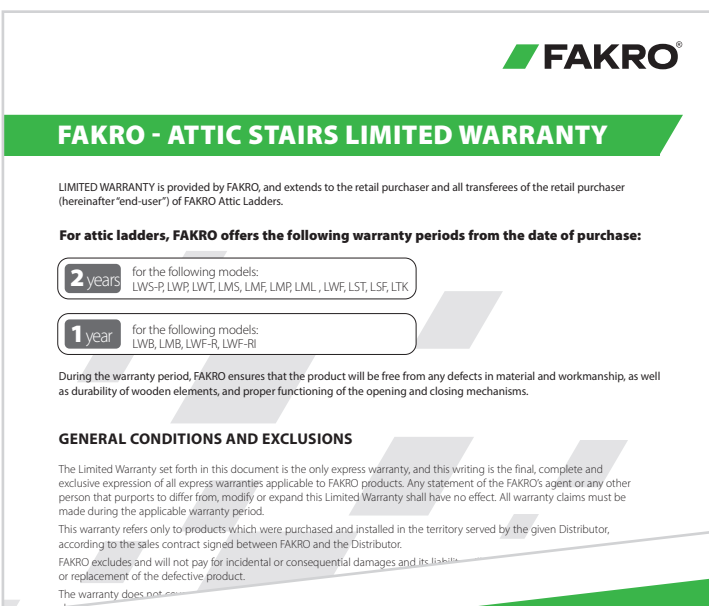 FAKRO®
FAKRO - ATTIC STAIRS LIMITED WARRANTY
LIMITED WARRANTY is provided by FAKRO, and extends to the retail purchaser and all transferees of the retail purchaser
(hereinafter “end-user”) of FAKRO Attic Ladders.
For attic ladders, FAKRO offers the following warranty periods from the date of purchase:
2 years
for the following models:
LWS-P, LWP, LWT, LMS, LMF, LMP, LML , LWF, LST, LSF, LTK
1 year
for the following models:
LWB, LMB, LWF-R, LWF-RI
During the warranty period, FAKRO ensures that the product will be free from any defects in material and workmanship, as well
as durability of wooden elements, and proper functioning of the opening and closing mechanisms.
GENERAL CONDITIONS AND EXCLUSIONS
The Limited Warranty set forth in this document is the only express warranty, and this writing is the final, complete and
exclusive expression of all express warranties applicable to FAKRO products. Any statement of the FAKRO’s agent or any other
person that purports to differ from, modify or expand this Limited Warranty shall have no effect. All warranty claims must be
made during the applicable warranty period.
This warranty refers only to products which were purchased and installed in the territory served by the given Distributor,
according to the sales contract signed between FAKRO and the Distributor.
FAKRO excludes and will not pay for incidental or consequential damages and its
or replacement of the defective product.
The warranty does not